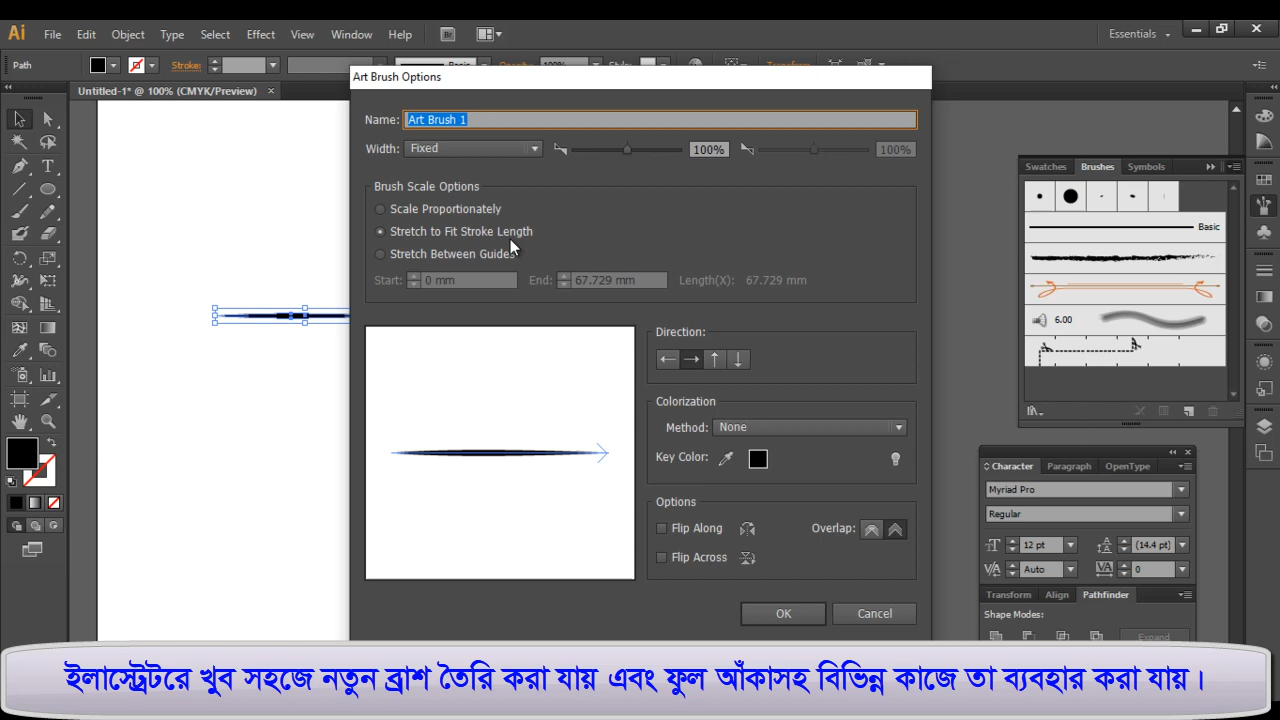 Ai File Edit Object Type Select Effect View Window Help Br Essentials
Path Stroke: Basic
Art Brush Options
Untitled-1* @ 100% (CMYK/Preview)
Name: Art Brush 1
Width: Fixed 100% 100%
Brush Scale Options
Scale Proportionately
Stretch to Fit Stroke Length
Stretch Between Guides
Start: 0 mm End: 67.729 mm Length(X): 67.729 mm
Direction:
Colorization
Method: None
Key Color:
Options
Flip Along Overlap:
Flip Across
OK Cancel
Swatches Brushes Symbols
Basic
6.00
Character Paragraph OpenType
Myriad Pro
Regular
12 pt (14.4 pt)
Auto 0
Transform Align Pathfinder
Shape Modes:
Expand
ইলাস্ট্রেটরে খুব সহজে নতুন ব্রাশ তৈরি করা যায় এবং ফুল আঁকাসহ বিভিন্ন কাজে তা ব্যবহার করা যায়।